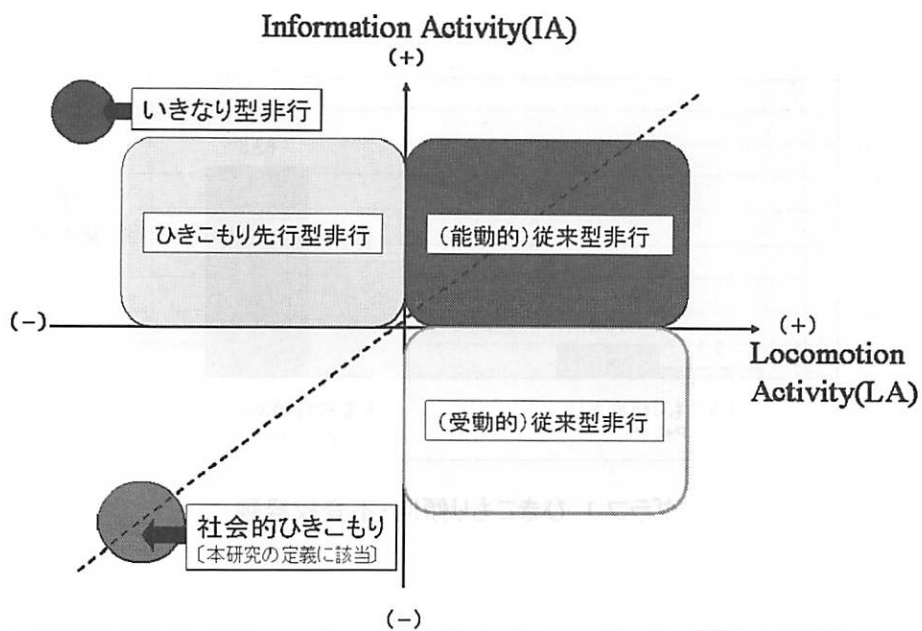 Information Activity(IA)
(+)
いきなり型非行
ひきこもり先行型非行
(能動的)従来型非行
(-)
(+)
Locomotion
Activity(LA)
(受動的)従来型非行
社会的ひきこもり
〔本研究の定義に該当〕
(-)